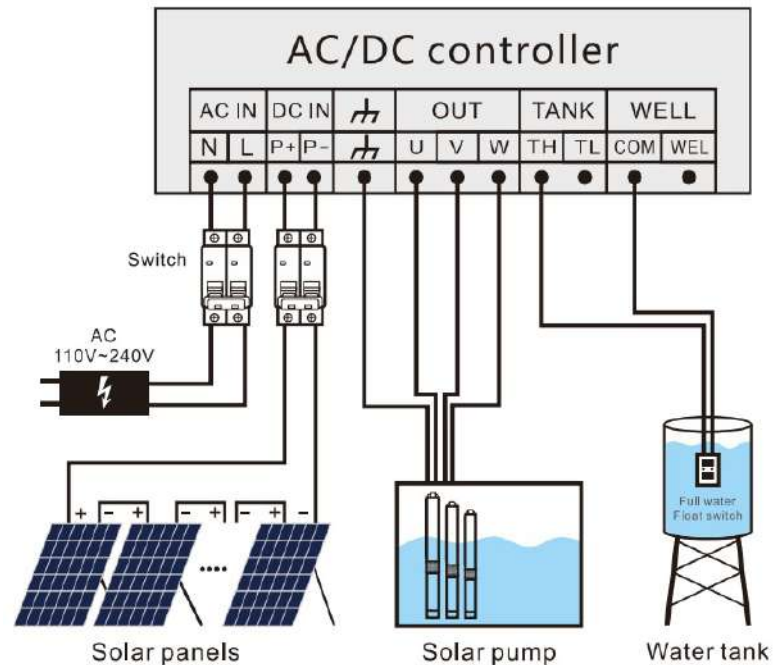 AC/DC controller
AC IN DC IN OUT TANK WELL
N L P+ P- U V W TH TL COM WEL
Switch
AC
110V~240V
+ - + - + - + -
Full water
Float switch
Solar panels Solar pump Water tank